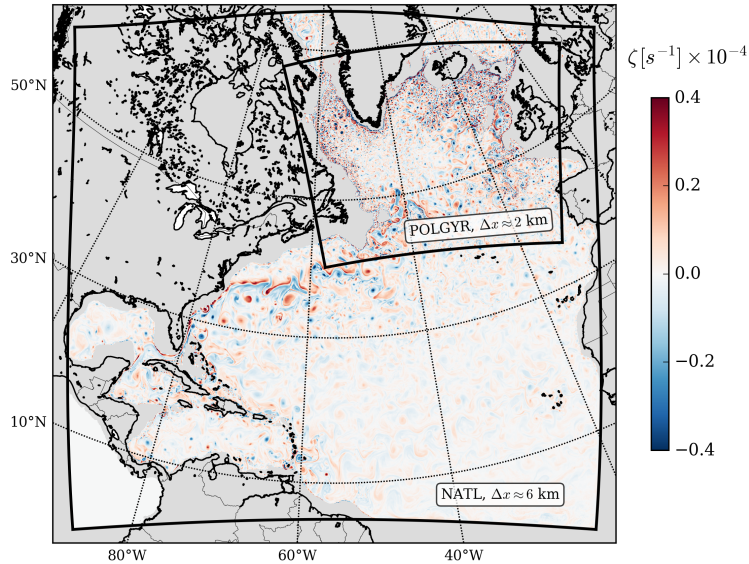 ζ[s⁻¹] × 10⁻⁴
50°N
0.4
0.2
POLGYR, Δx≈2 km
30°N
0.0
−0.2
10°N
−0.4
NATL, Δx≈6 km
80°W 60°W 40°W